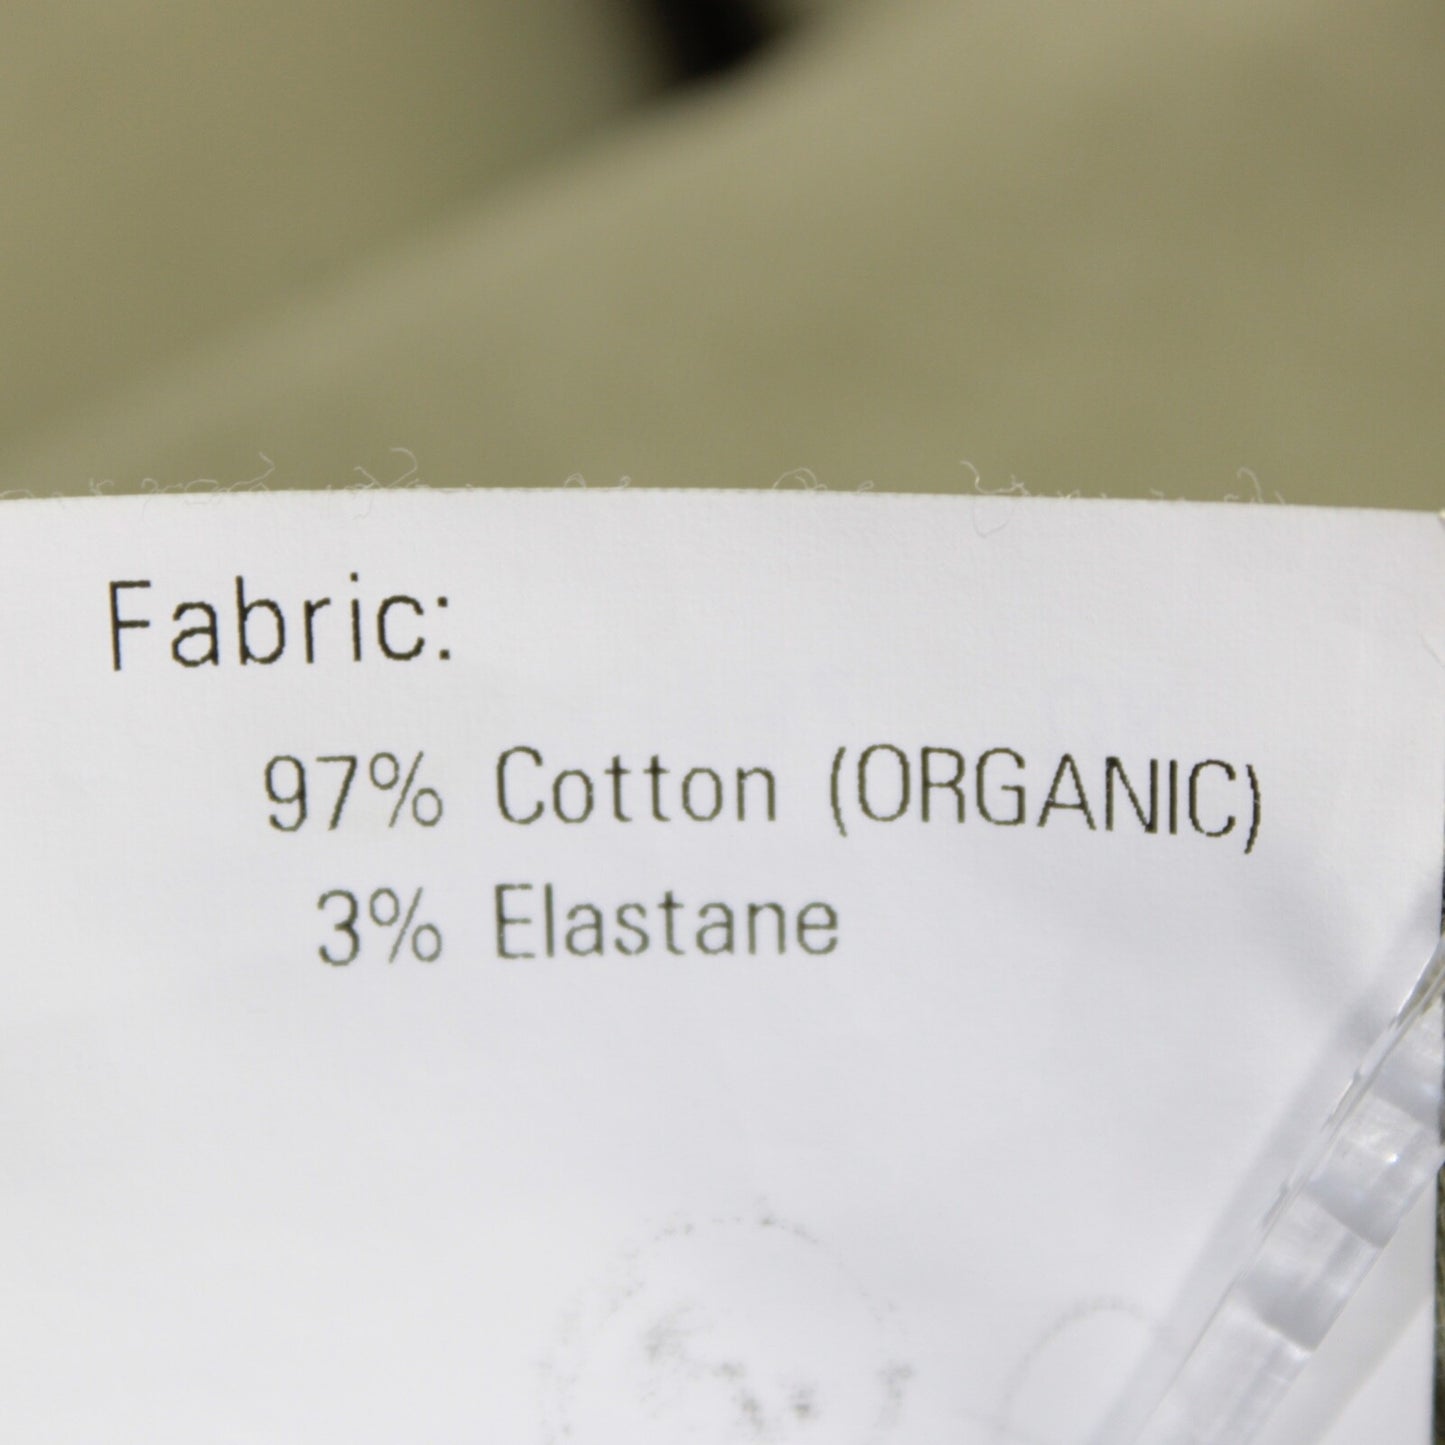 Fabric:
97% Cotton (ORGANIC)
3% Elastane